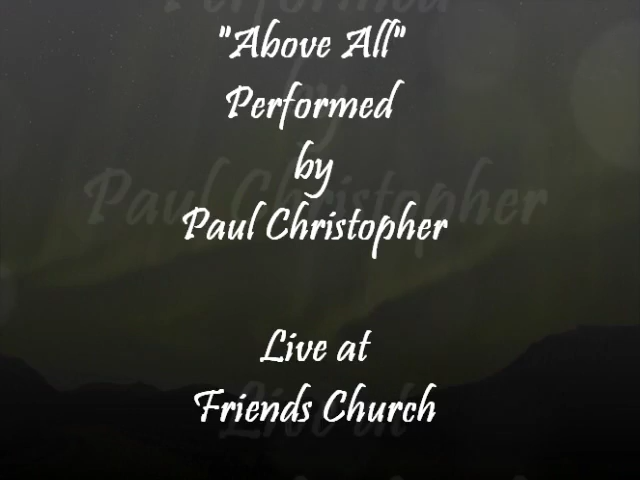 "Above All"
Performed
by
Paul Christopher
Live at
Friends Church